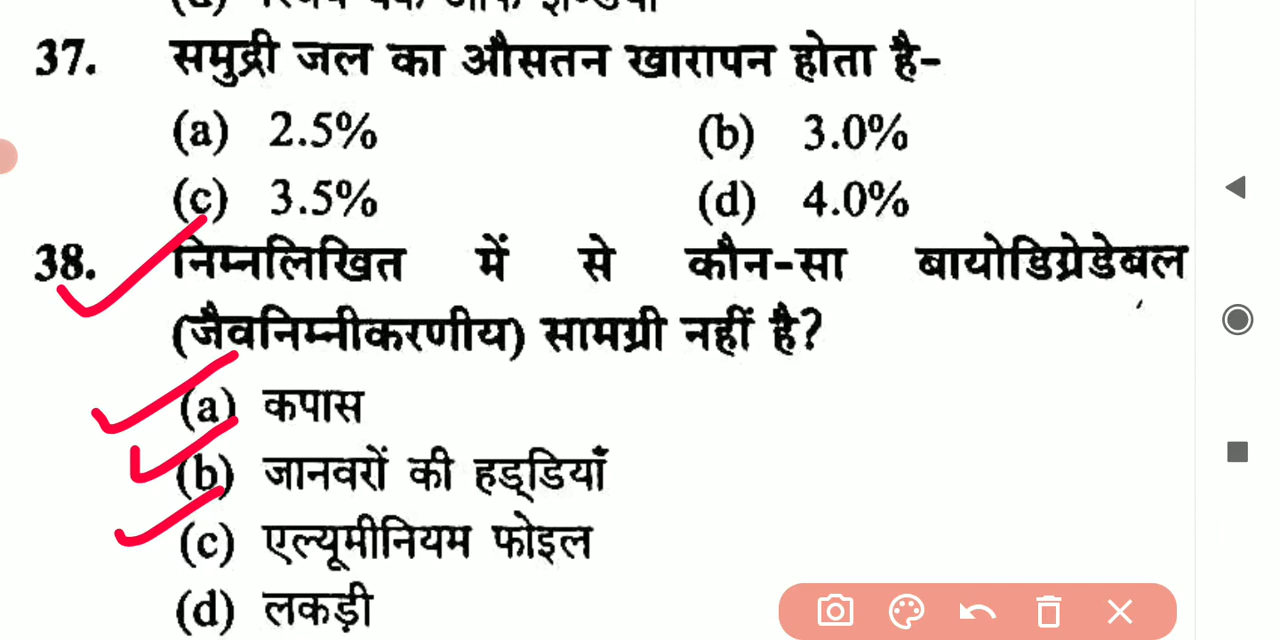 37. समुद्री जल का औसतन खारापन होता है-
(a) 2.5% (b) 3.0%
(c) 3.5% (d) 4.0%
38. निम्नलिखित में से कौन-सा बायोडिग्रेडेबल
(जैवनिम्नीकरणीय) सामग्री नहीं है?
(a) कपास
(b) जानवरों की हड्डियाँ
(c) एल्यूमीनियम फोइल
(d) लकड़ी